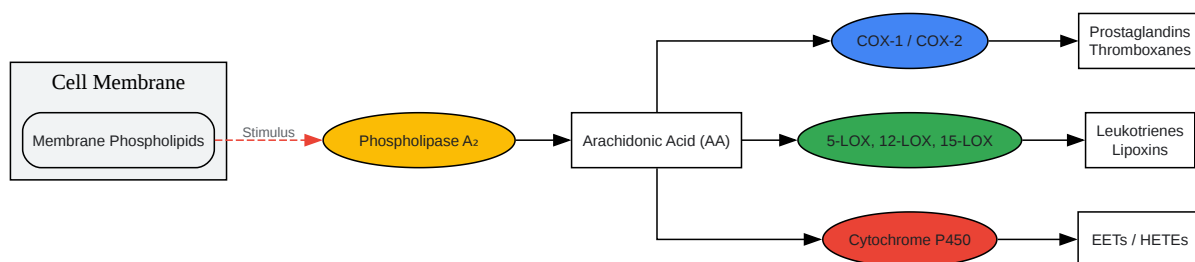 Cell Membrane
Membrane Phospholipids
Stimulus
Phospholipase A₂
Arachidonic Acid (AA)
COX-1 / COX-2
Prostaglandins
Thromboxanes
5-LOX, 12-LOX, 15-LOX
Leukotrienes
Lipoxins
Cytochrome P450
EETs / HETEs